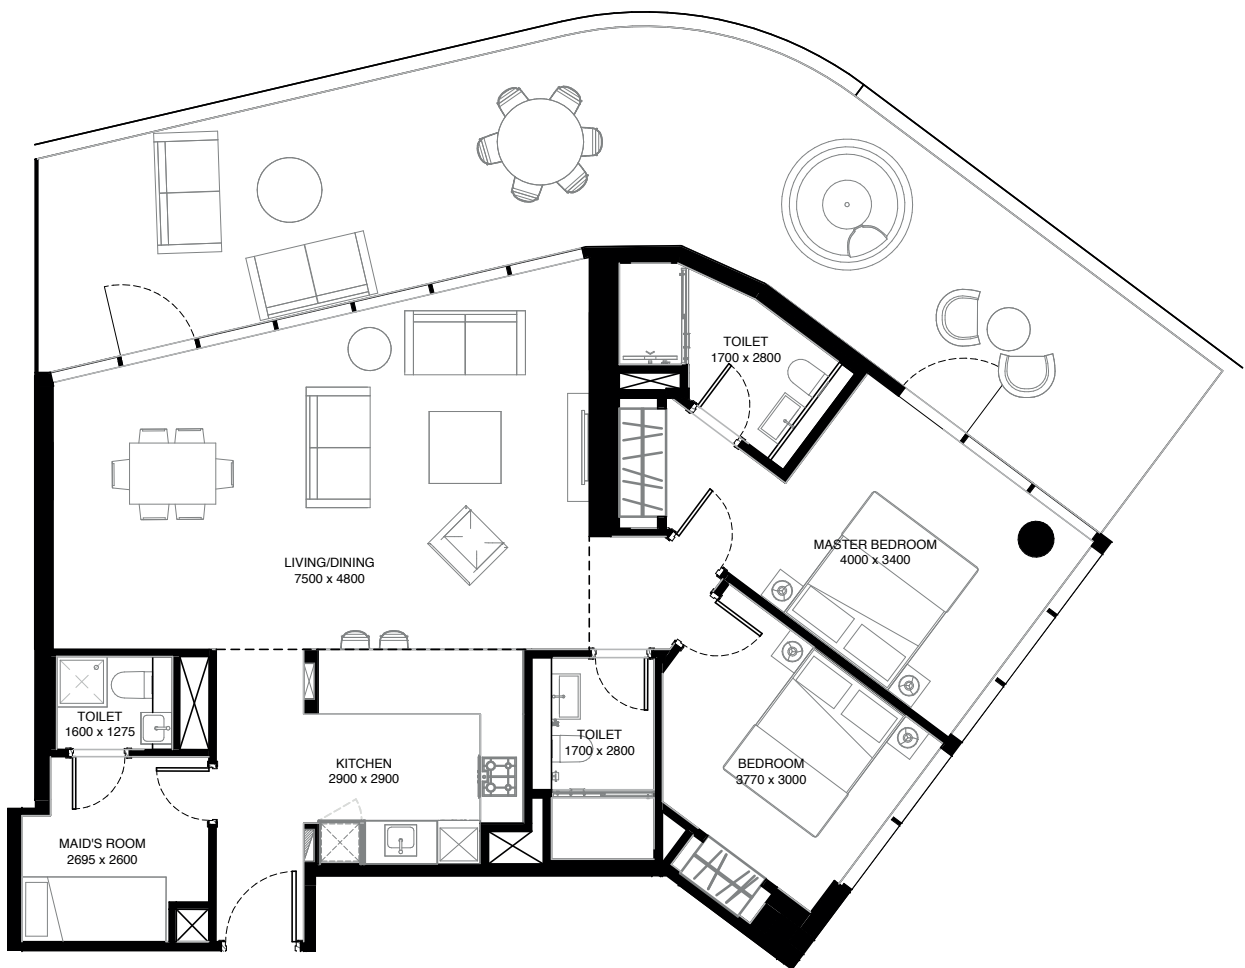 TOILET
1700 x 2800
MASTER BEDROOM
4000 x 3400
LIVING/DINING
7500 x 4800
TOILET
1600 x 1275
TOILET
1700 x 2800
KITCHEN
2900 x 2900
BEDROOM
3770 x 3000
MAID'S ROOM
2695 x 2600